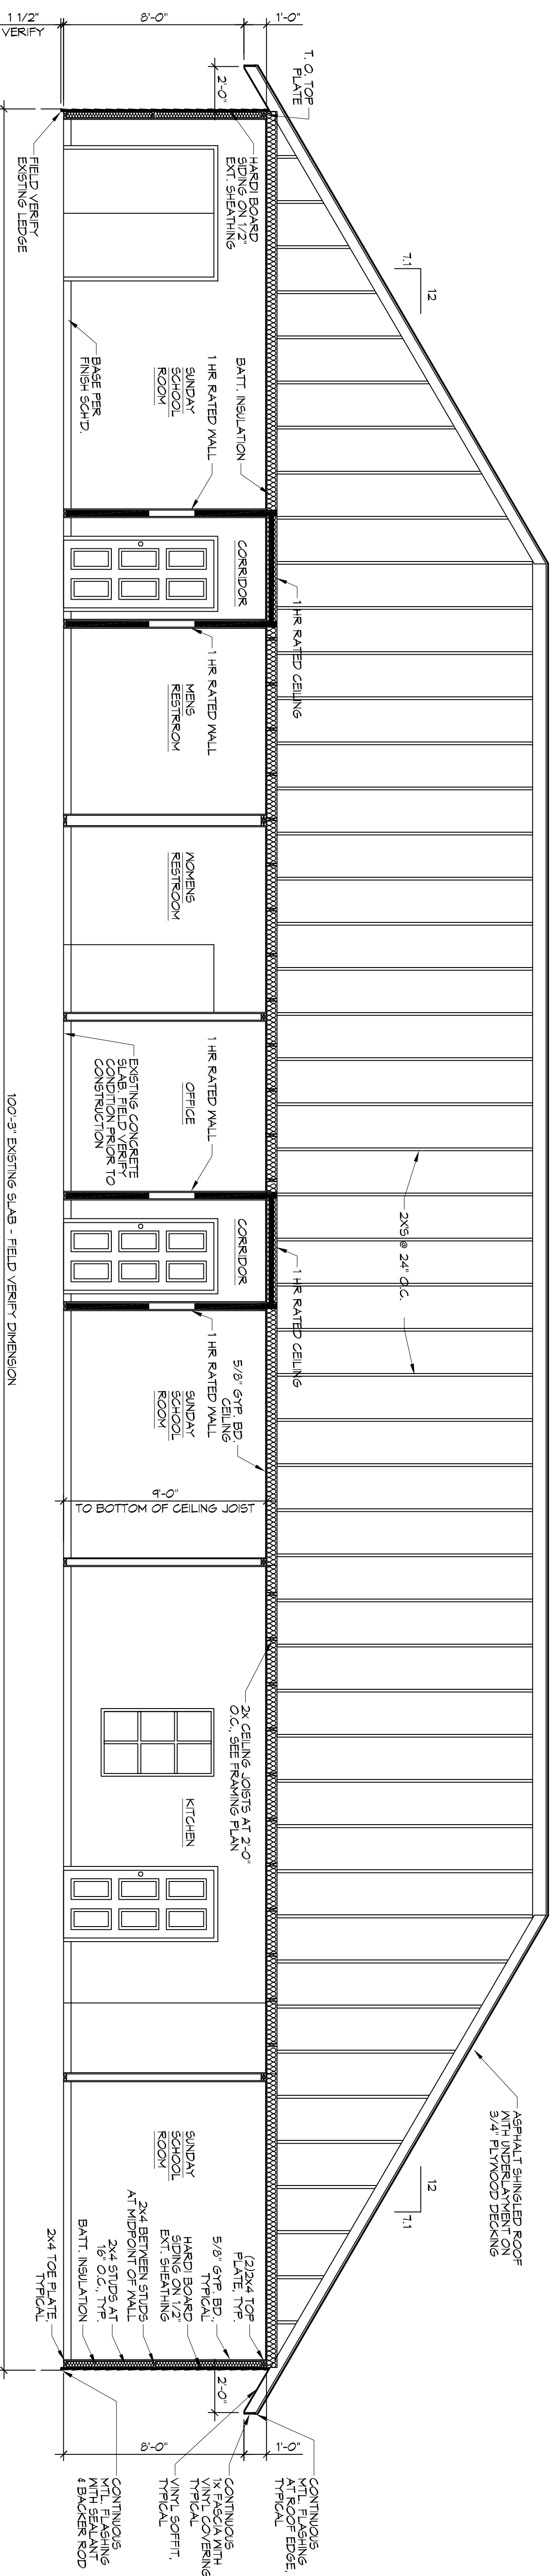 1 1/2"
VERIFY
8'-0"
1'-0"
T. O. TOP
PLATE
2'-0"
HARDI BOARD
SIDING ON 1/2"
EXT. SHEATHING
FIELD VERIFY
EXISTING LEDGE
7.1
12
BASE PER
FINISH SCH'D.
SUNDAY
SCHOOL
ROOM
1 HR RATED WALL
BATT. INSULATION
CORRIDOR
1 HR RATED CEILING
1 HR RATED WALL
MENS
RESTRROM
WOMENS
RESTROOM
EXISTING CONCRETE
SLAB. FIELD VERIFY
CONDITION PRIOR TO
CONSTRUCTION
OFFICE
1 HR RATED WALL
CORRIDOR
1 HR RATED CEILING
2X'S @ 24" O.C.
1 HR RATED WALL
5/8" GYP. BD.
CEILING
SUNDAY
SCHOOL
ROOM
9'-0"
TO BOTTOM OF CEILING JOIST
100'-3" EXISTING SLAB - FIELD VERIFY DIMENSION
2X CEILING JOISTS AT 2'-0"
O.C., SEE FRAMING PLAN
KITCHEN
ASPHALT SHINGLED ROOF
WITH UNDERLAYMENT ON
3/4" PLYWOOD DECKING
12
7.1
SUNDAY
SCHOOL
ROOM
(2)2x4 TOP
PLATE, TYP.
5/8" GYP. BD.,
TYPICAL
HARDI BOARD
SIDING ON 1/2"
EXT. SHEATHING
2x4 BETWEEN STUDS
AT MIDPOINT OF WALL
2x4 STUDS AT
16" O.C., TYP.
BATT. INSULATION
2x4 TOE PLATE,
TYPICAL
2'-0"
8'-0"
1'-0"
CONTINUOUS
MTL. FLASHING
AT ROOF EDGE,
TYPICAL
CONTINUOUS
1X FASCIA WITH
VINYL COVERING
TYPICAL
VINYL SOFFIT,
TYPICAL
CONTINUOUS
MTL. FLASHING
WITH SEALANT
& BACKER ROD